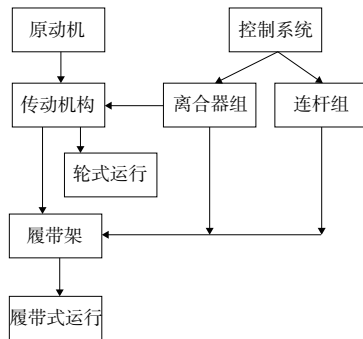 原动机
控制系统
传动机构
离合器组
连杆组
轮式运行
履带架
履带式运行